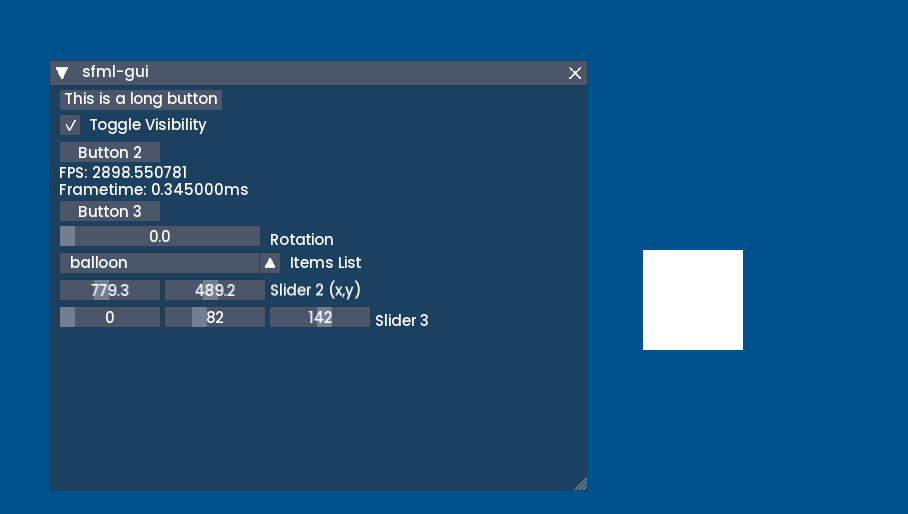 sfml-gui
This is a long button
Toggle Visibility
Button 2
FPS: 2898.550781
Frametime: 0.345000ms
Button 3
0.0 Rotation
balloon Items List
779.3 489.2 Slider 2 (x,y)
0 82 142 Slider 3